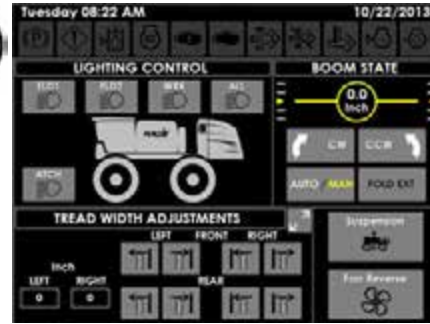 Tuesday 08:22 AM 10/22/2013
LIGHTING CONTROL
BOOM STATE
FLD1 FLD2 WRK ALL
0.0
Inch
CW CCW
ATCH
AUTO / MAN FOLD EXT
TREAD WIDTH ADJUSTMENTS
LEFT FRONT RIGHT
Suspension
Inch
LEFT RIGHT
REAR
0 0
Fan Reverse